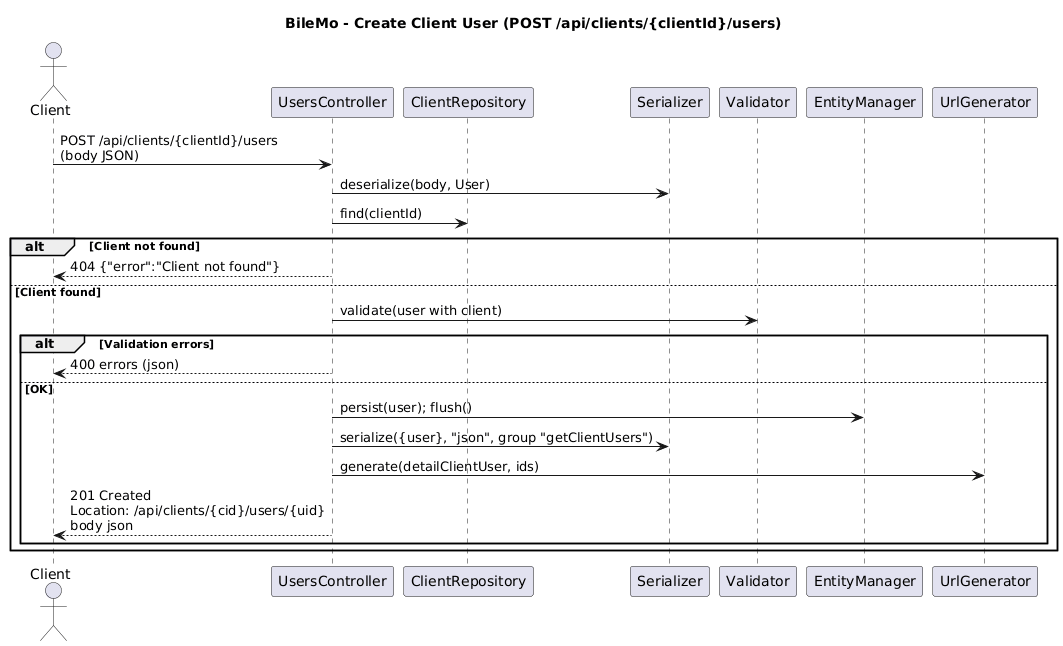 BileMo - Create Client User (POST /api/clients/{clientId}/users)
Client
UsersController
ClientRepository
Serializer
Validator
EntityManager
UrlGenerator
POST /api/clients/{clientId}/users
(body JSON)
deserialize(body, User)
find(clientId)
alt
[Client not found]
404 {"error":"Client not found"}
[Client found]
validate(user with client)
alt
[Validation errors]
400 errors (json)
[OK]
persist(user); flush()
serialize({user}, "json", group "getClientUsers")
generate(detailClientUser, ids)
201 Created
Location: /api/clients/{cid}/users/{uid}
body json
Client
UsersController
ClientRepository
Serializer
Validator
EntityManager
UrlGenerator